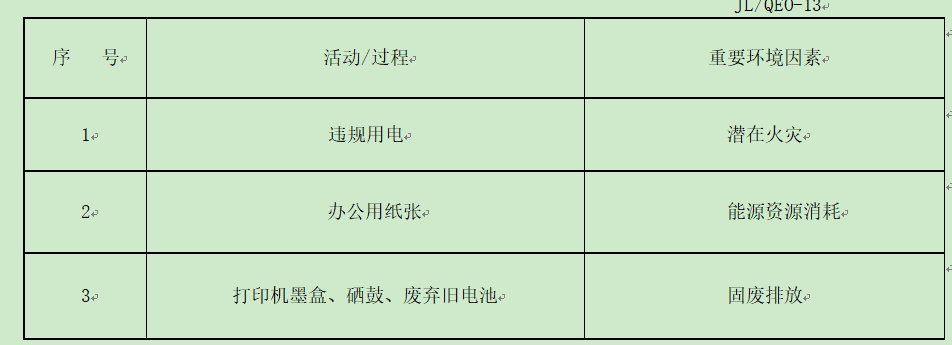 JL/QEO-13
序 号 活动/过程 重要环境因素
1 违规用电 潜在火灾
2 办公用纸张 能源资源消耗
3 打印机墨盒、硒鼓、废弃旧电池 固废排放